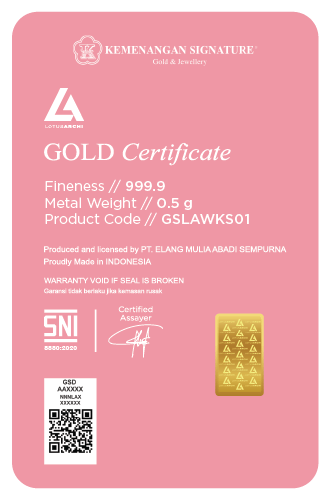 KEMENANGAN SIGNATURE
Gold & Jewellery
LOTUSARCHI
GOLD Certificate
Fineness // 999.9
Metal Weight // 0.5 g
Product Code // GSLAWKS01
Produced and licensed by PT. ELANG MULIA ABADI SEMPURNA
Proudly Made in INDONESIA
WARRANTY VOID IF SEAL IS BROKEN
Garansi tidak berlaku jika kemasan rusak
SNI
8880:2020
Certified
Assayer
GSD
AAXXXX
NNNLAX
XXXXXX